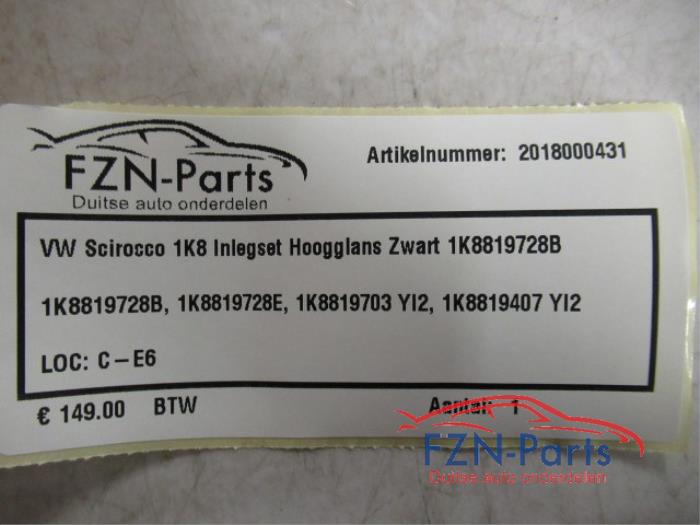 FZN-Parts
Duitse auto onderdelen
Artikelnummer: 2018000431
VW Scirocco 1K8 Inlegset Hoogglans Zwart 1K8819728B
1K8819728B, 1K8819728E, 1K8819703 YI2, 1K8819407 YI2
LOC: C-E6
€ 149.00 BTW
Aantal: 1
FZN-Parts
Duitse auto onderdelen